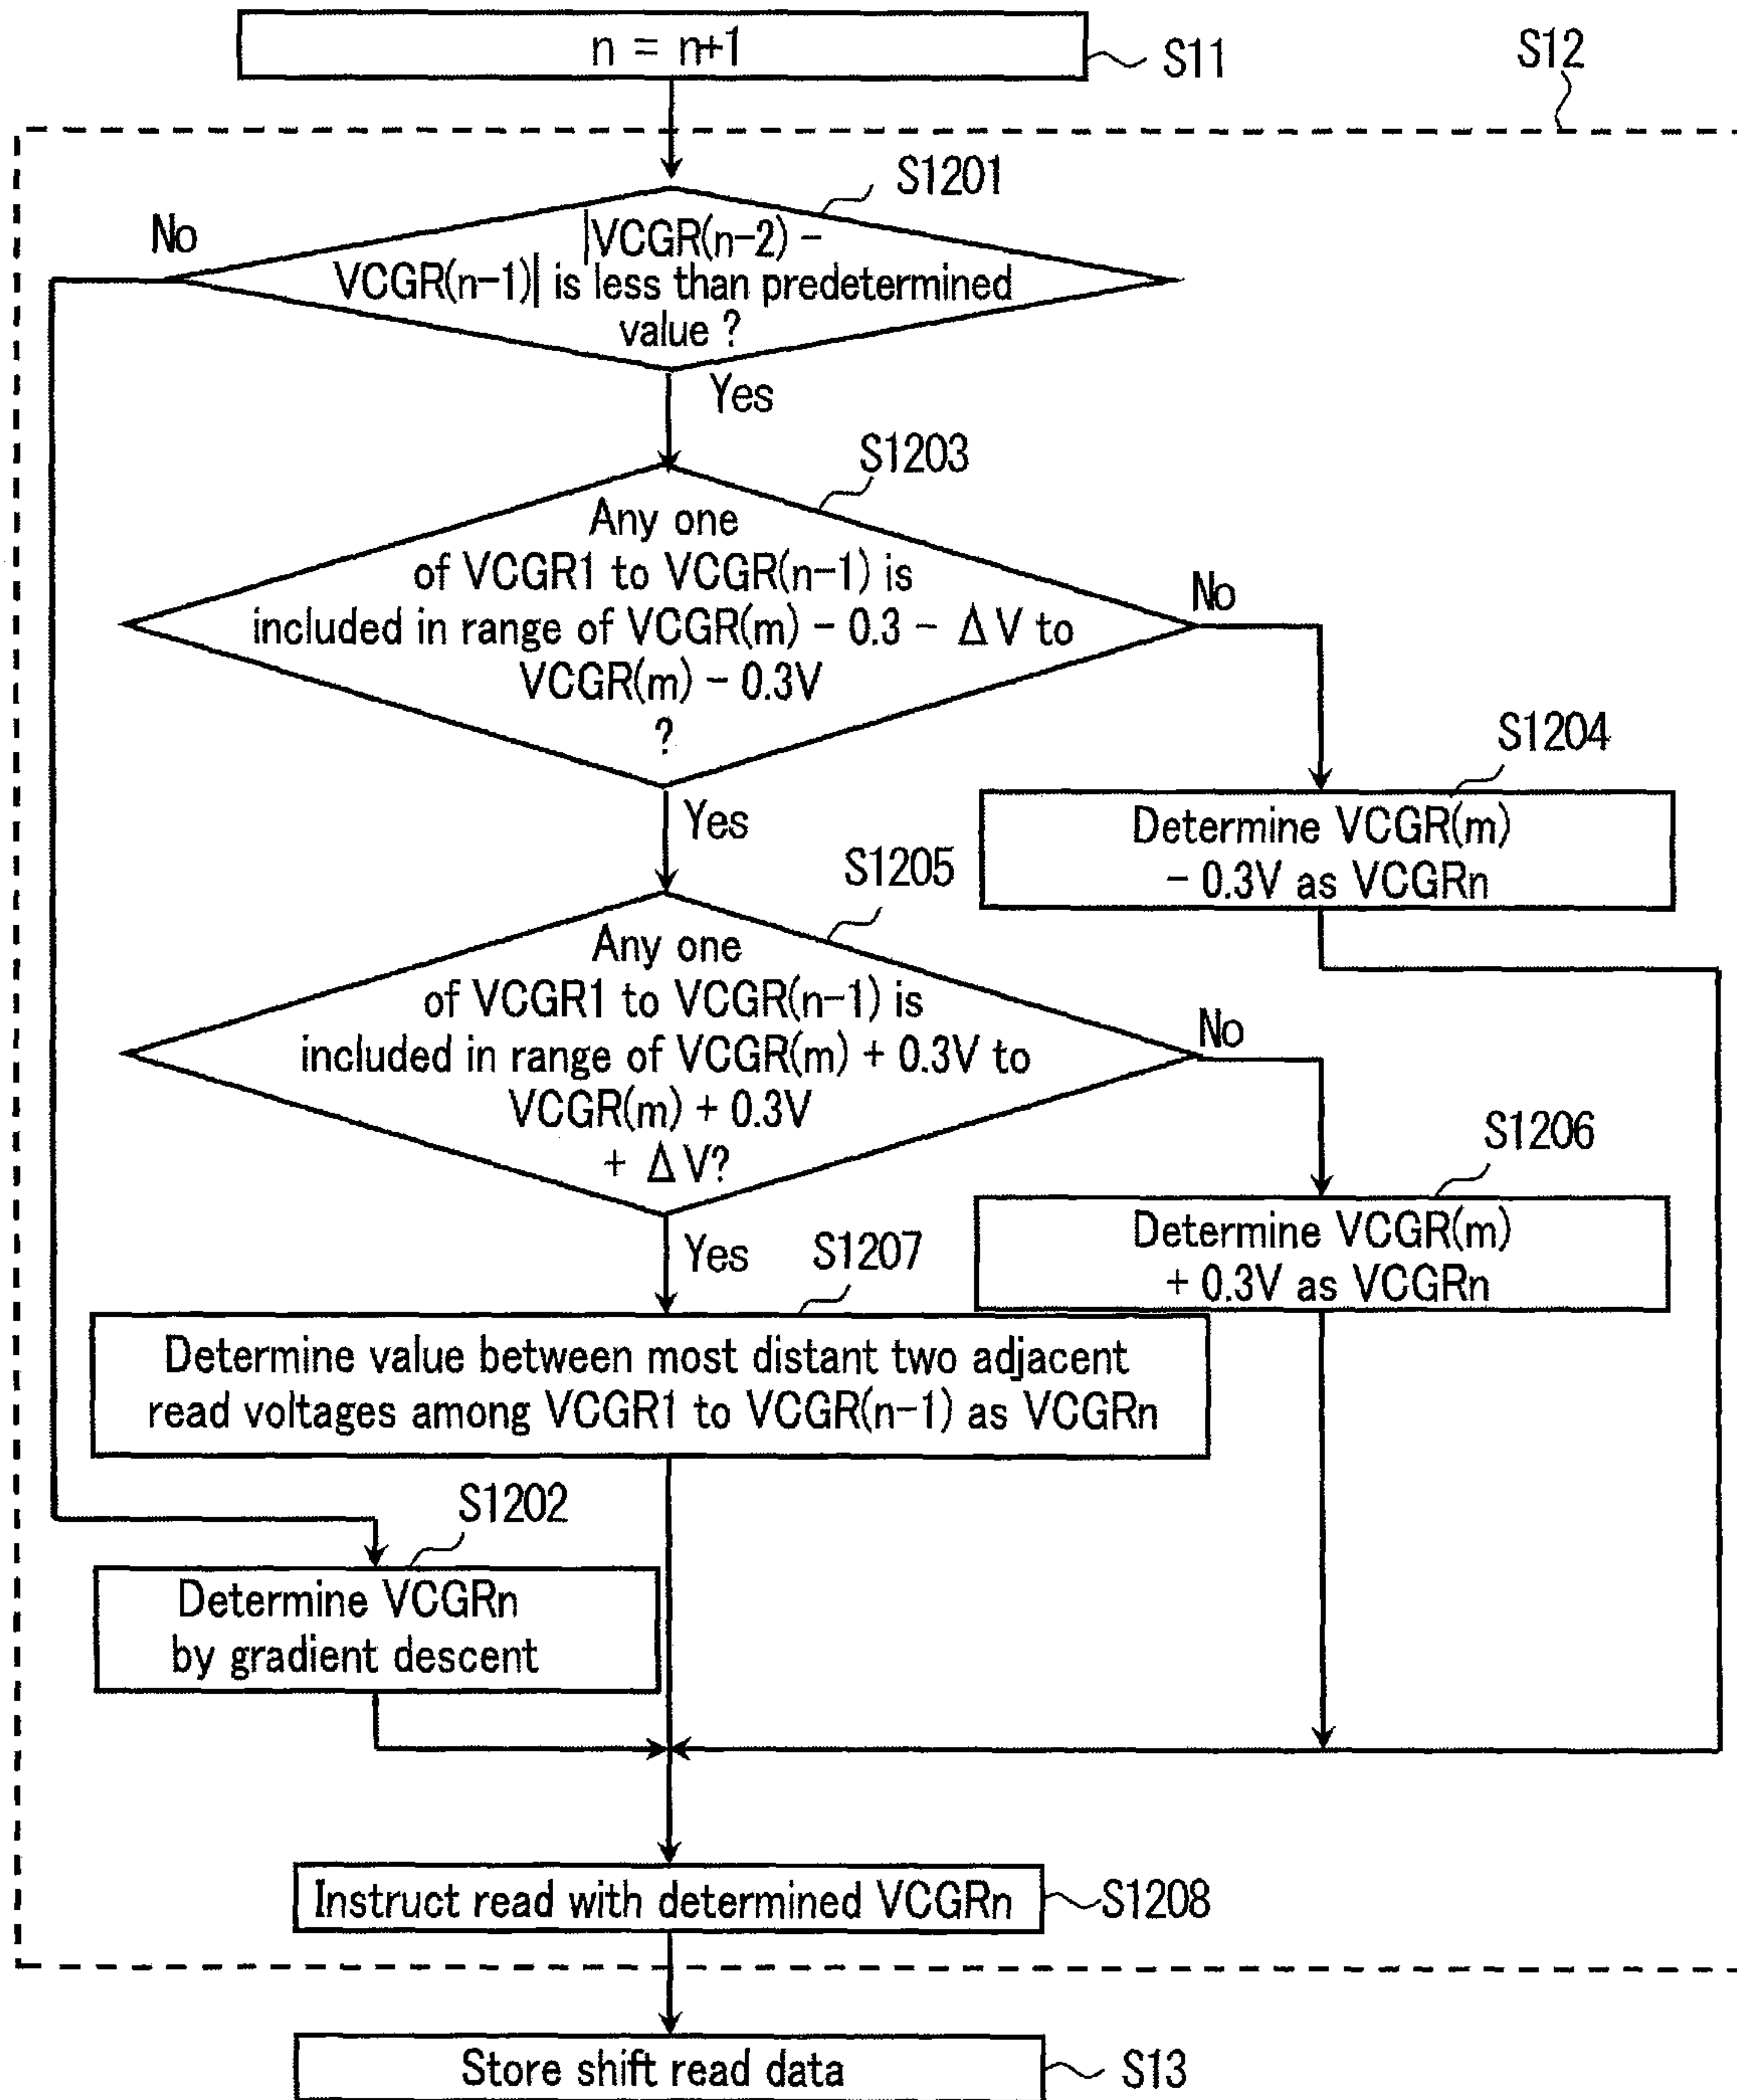 n = n+1
S11
S12
S1201
No
|VCGR(n-2) -
VCGR(n-1)| is less than predetermined
value ?
Yes
S1203
Any one
of VCGR1 to VCGR(n-1) is
included in range of VCGR(m) - 0.3 - ΔV to
VCGR(m) - 0.3V
?
No
Yes
S1204
Determine VCGR(m)
- 0.3V as VCGRn
S1205
Any one
of VCGR1 to VCGR(n-1) is
included in range of VCGR(m) + 0.3V to
VCGR(m) + 0.3V
+ ΔV?
No
Yes
S1206
Determine VCGR(m)
+ 0.3V as VCGRn
S1207
Determine value between most distant two adjacent
read voltages among VCGR1 to VCGR(n-1) as VCGRn
S1202
Determine VCGRn
by gradient descent
Instruct read with determined VCGRn
S1208
Store shift read data
S13